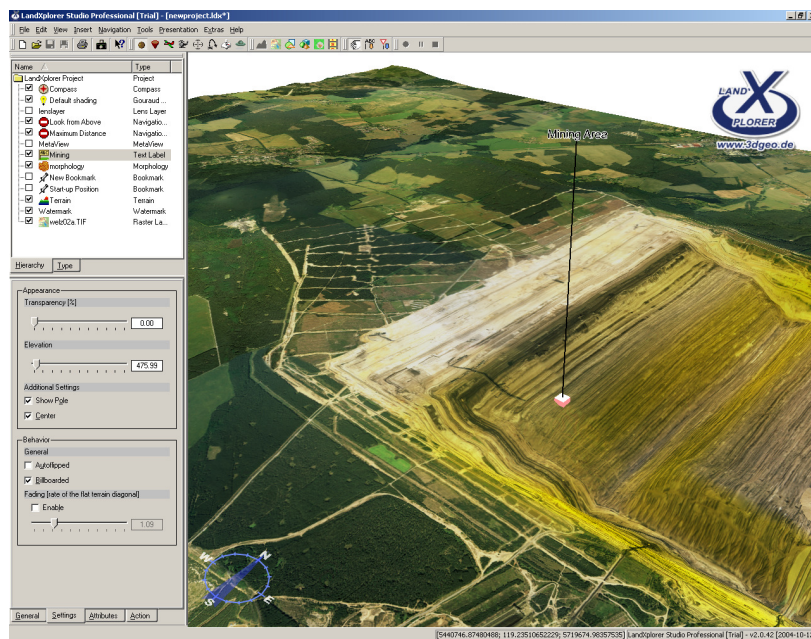 LandXplorer Studio Professional [Trial] - [newproject.ldx*]
File Edit View Insert Navigation Tools Presentation Extras Help
Name Type
LandXplorer Project Project
Compass Compass
Default shading Gouraud ...
lenslayer Lens Layer
Look from Above Navigatio...
Maximum Distance Navigatio...
MetaView MetaView
Mining Text Label
morphology Morphology
New Bookmark Bookmark
Start-up Position Bookmark
Terrain Terrain
Watermark Watermark
welz02a.TIF Raster La...
Hierarchy Type
Appearance
Transparency [%]
0.00
Elevation
475.99
Additional Settings
Show Pole
Center
Behavior
General
Autoflipped
Billboarded
Fading [rate of the flat terrain diagonal]
Enable
1.09
General Settings Attributes Action
Mining Area
LAND
X
PLORER
www.3dgeo.de
W N
S E
[5440746.87480488; 119.23510652229; 5719674.98357535] LandXplorer Studio Professional [Trial] - v2.0.42 [2004-10-1